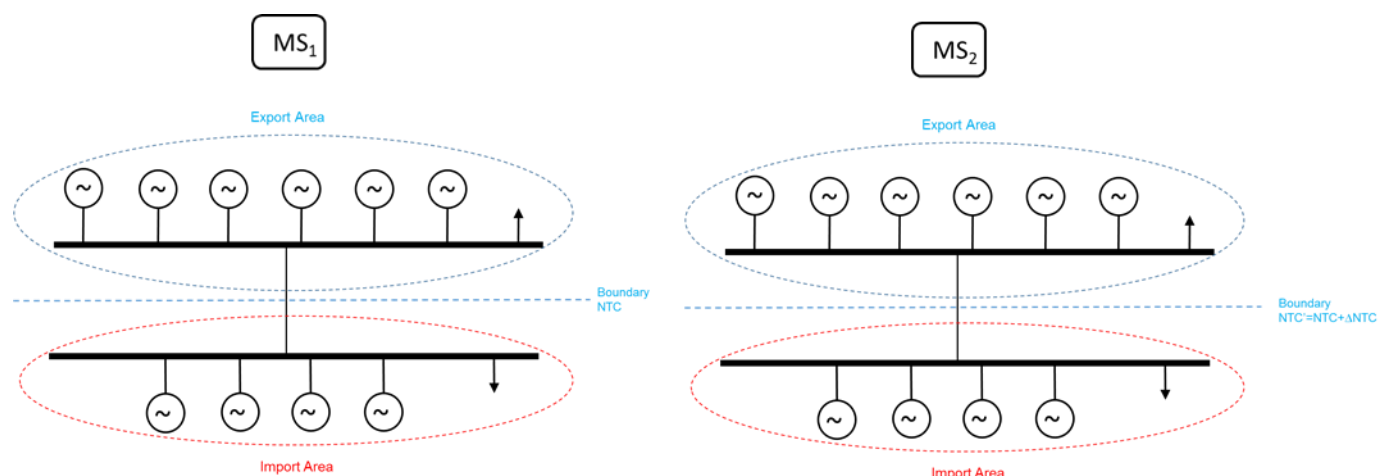 MS₁
MS₂
Export Area
Export Area
Boundary
NTC
Boundary
NTC'=NTC+ΔNTC
Import Area
Import Area